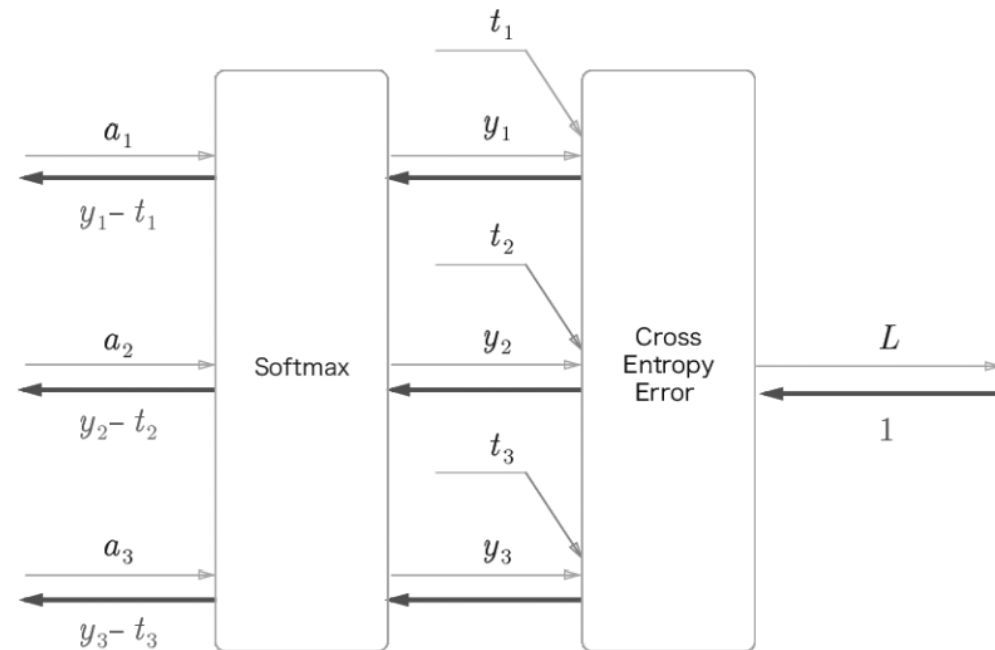 t₁
a₁
y₁
y₁– t₁
t₂
a₂
y₂
Softmax
Cross
Entropy
Error
L
y₂– t₂
1
t₃
a₃
y₃
y₃– t₃